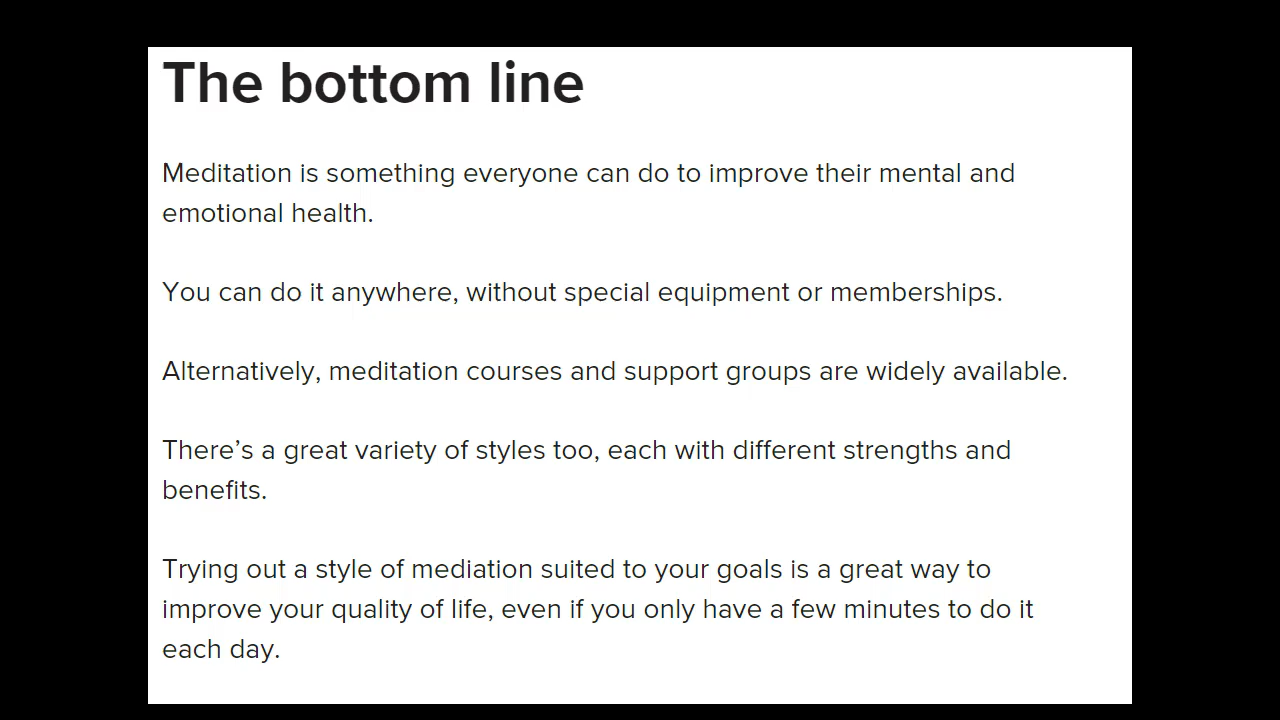 The bottom line
Meditation is something everyone can do to improve their mental and
emotional health.
You can do it anywhere, without special equipment or memberships.
Alternatively, meditation courses and support groups are widely available.
There’s a great variety of styles too, each with different strengths and
benefits.
Trying out a style of mediation suited to your goals is a great way to
improve your quality of life, even if you only have a few minutes to do it
each day.